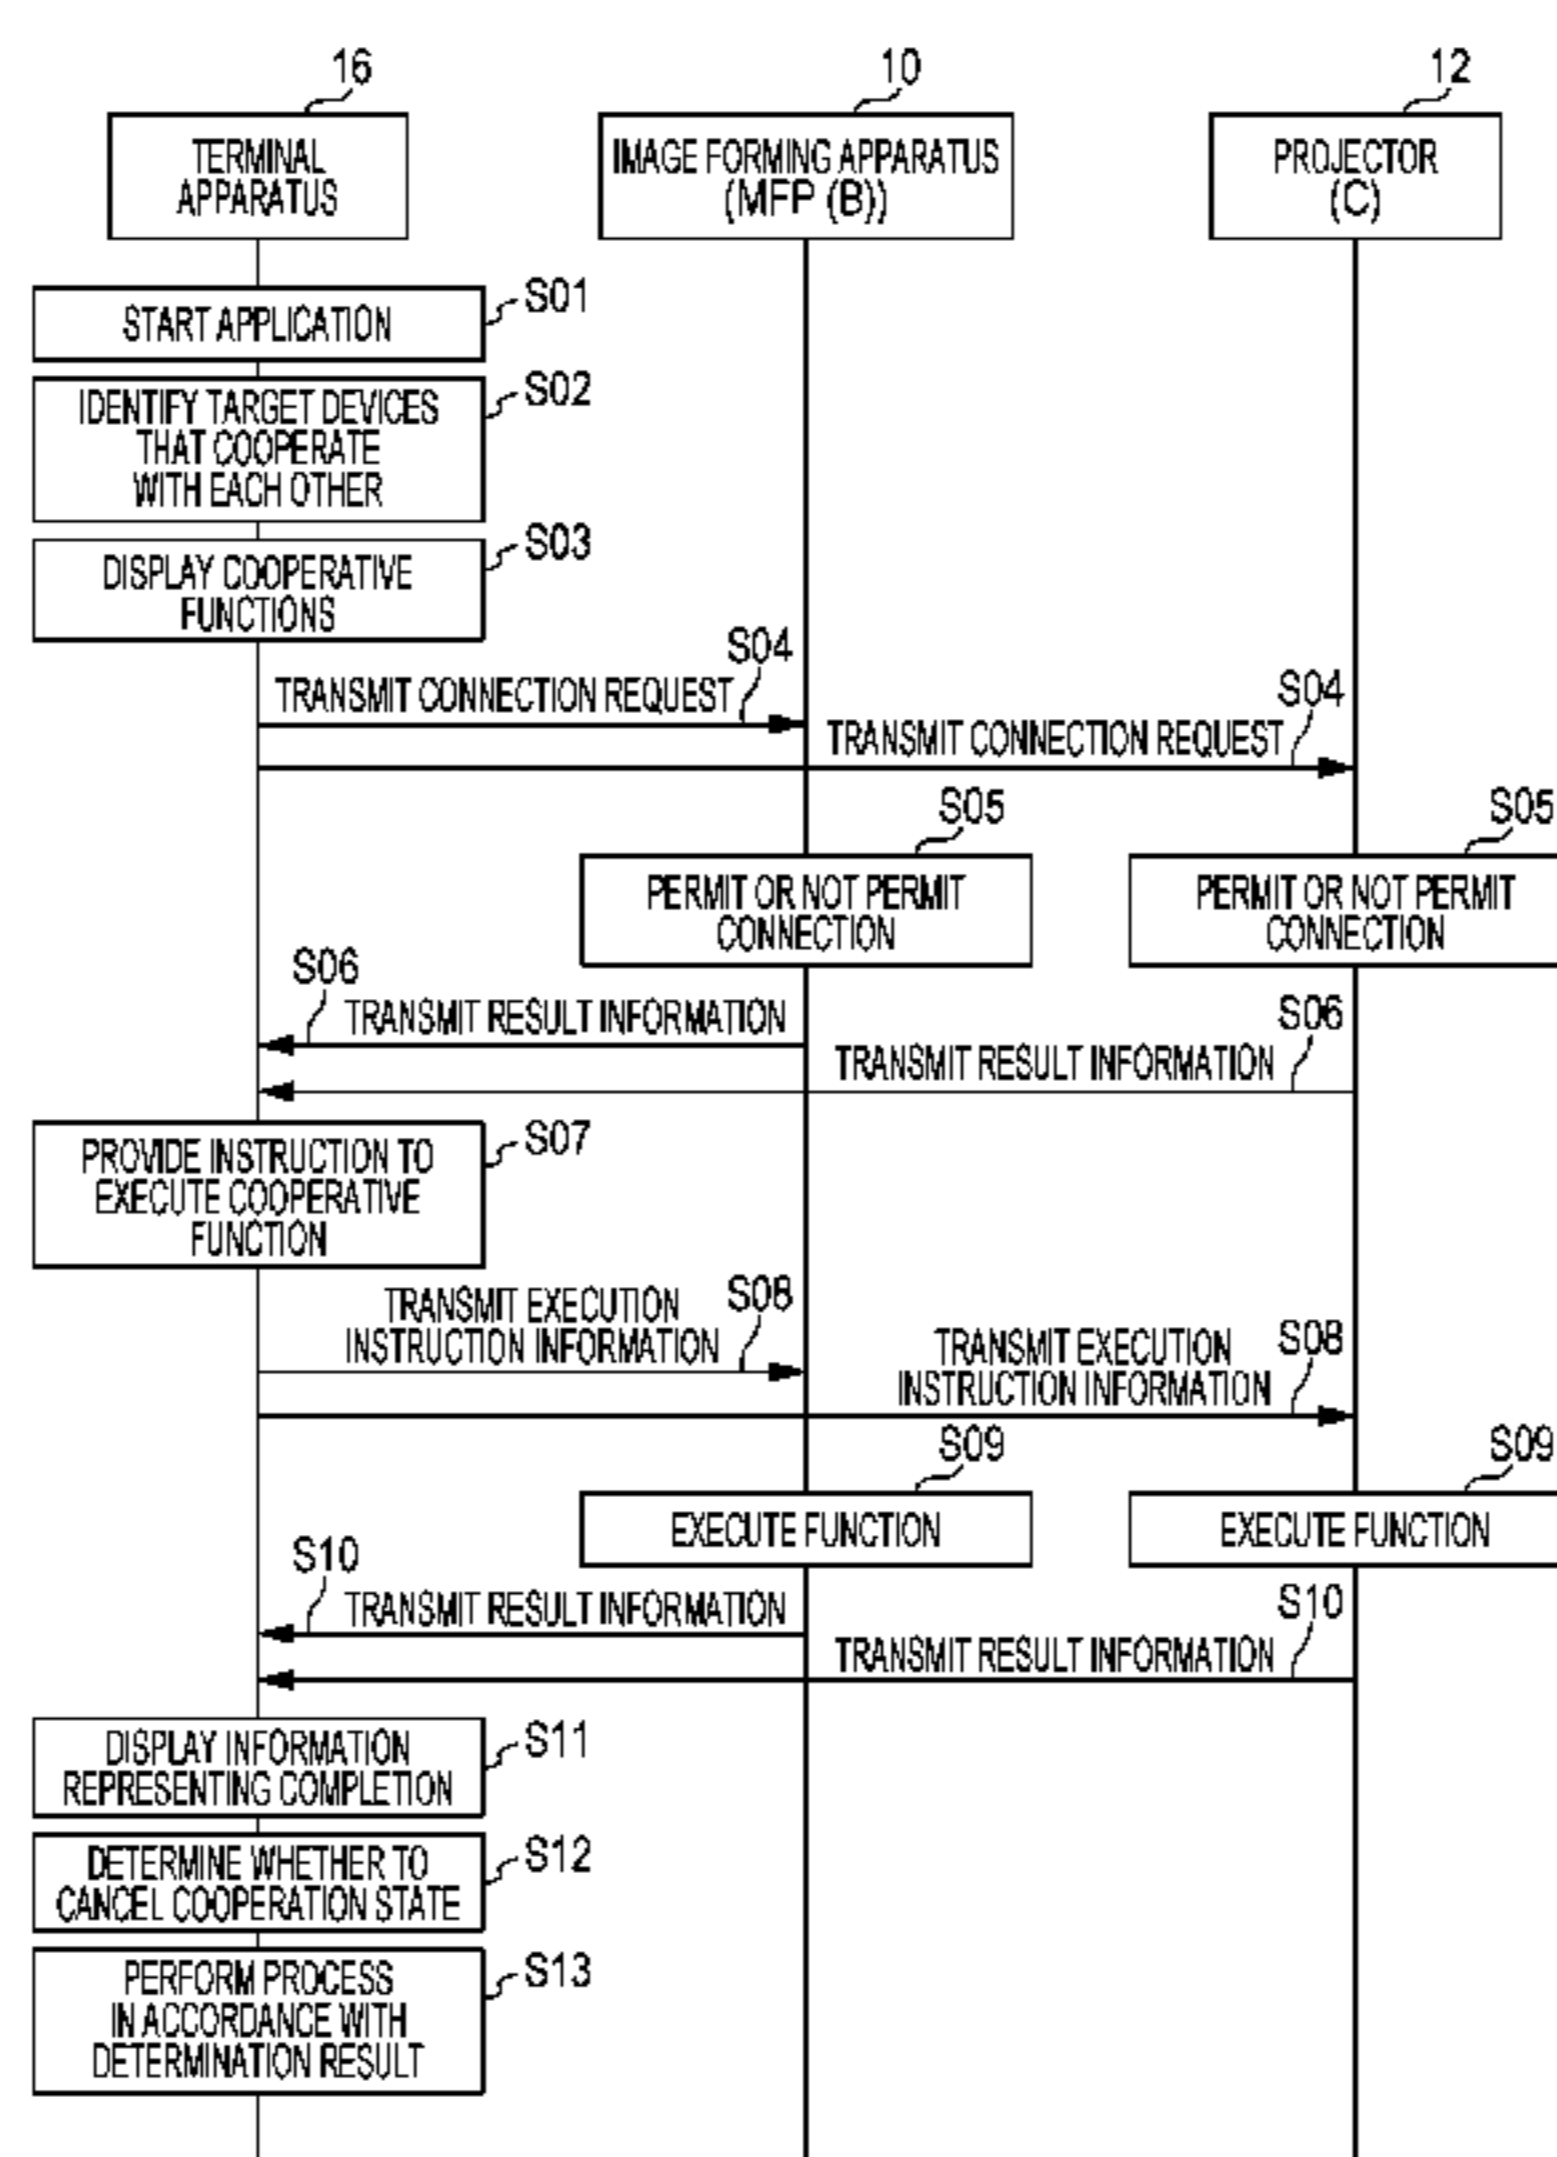 16
10
12
TERMINAL
APPARATUS
IMAGE FORMING APPARATUS
(MFP (B))
PROJECTOR
(C)
START APPLICATION
S01
IDENTIFY TARGET DEVICES
THAT COOPERATE
WITH EACH OTHER
S02
DISPLAY COOPERATIVE
FUNCTIONS
S03
TRANSMIT CONNECTION REQUEST
S04
TRANSMIT CONNECTION REQUEST
S04
S05
PERMIT OR NOT PERMIT
CONNECTION
S05
PERMIT OR NOT PERMIT
CONNECTION
S06
TRANSMIT RESULT INFORMATION
S06
TRANSMIT RESULT INFORMATION
PROVIDE INSTRUCTION TO
EXECUTE COOPERATIVE
FUNCTION
S07
TRANSMIT EXECUTION
INSTRUCTION INFORMATION
S08
TRANSMIT EXECUTION
INSTRUCTION INFORMATION
S08
S09
EXECUTE FUNCTION
S09
EXECUTE FUNCTION
S10
TRANSMIT RESULT INFORMATION
S10
TRANSMIT RESULT INFORMATION
DISPLAY INFORMATION
REPRESENTING COMPLETION
S11
DETERMINE WHETHER TO
CANCEL COOPERATION STATE
S12
PERFORM PROCESS
IN ACCORDANCE WITH
DETERMINATION RESULT
S13